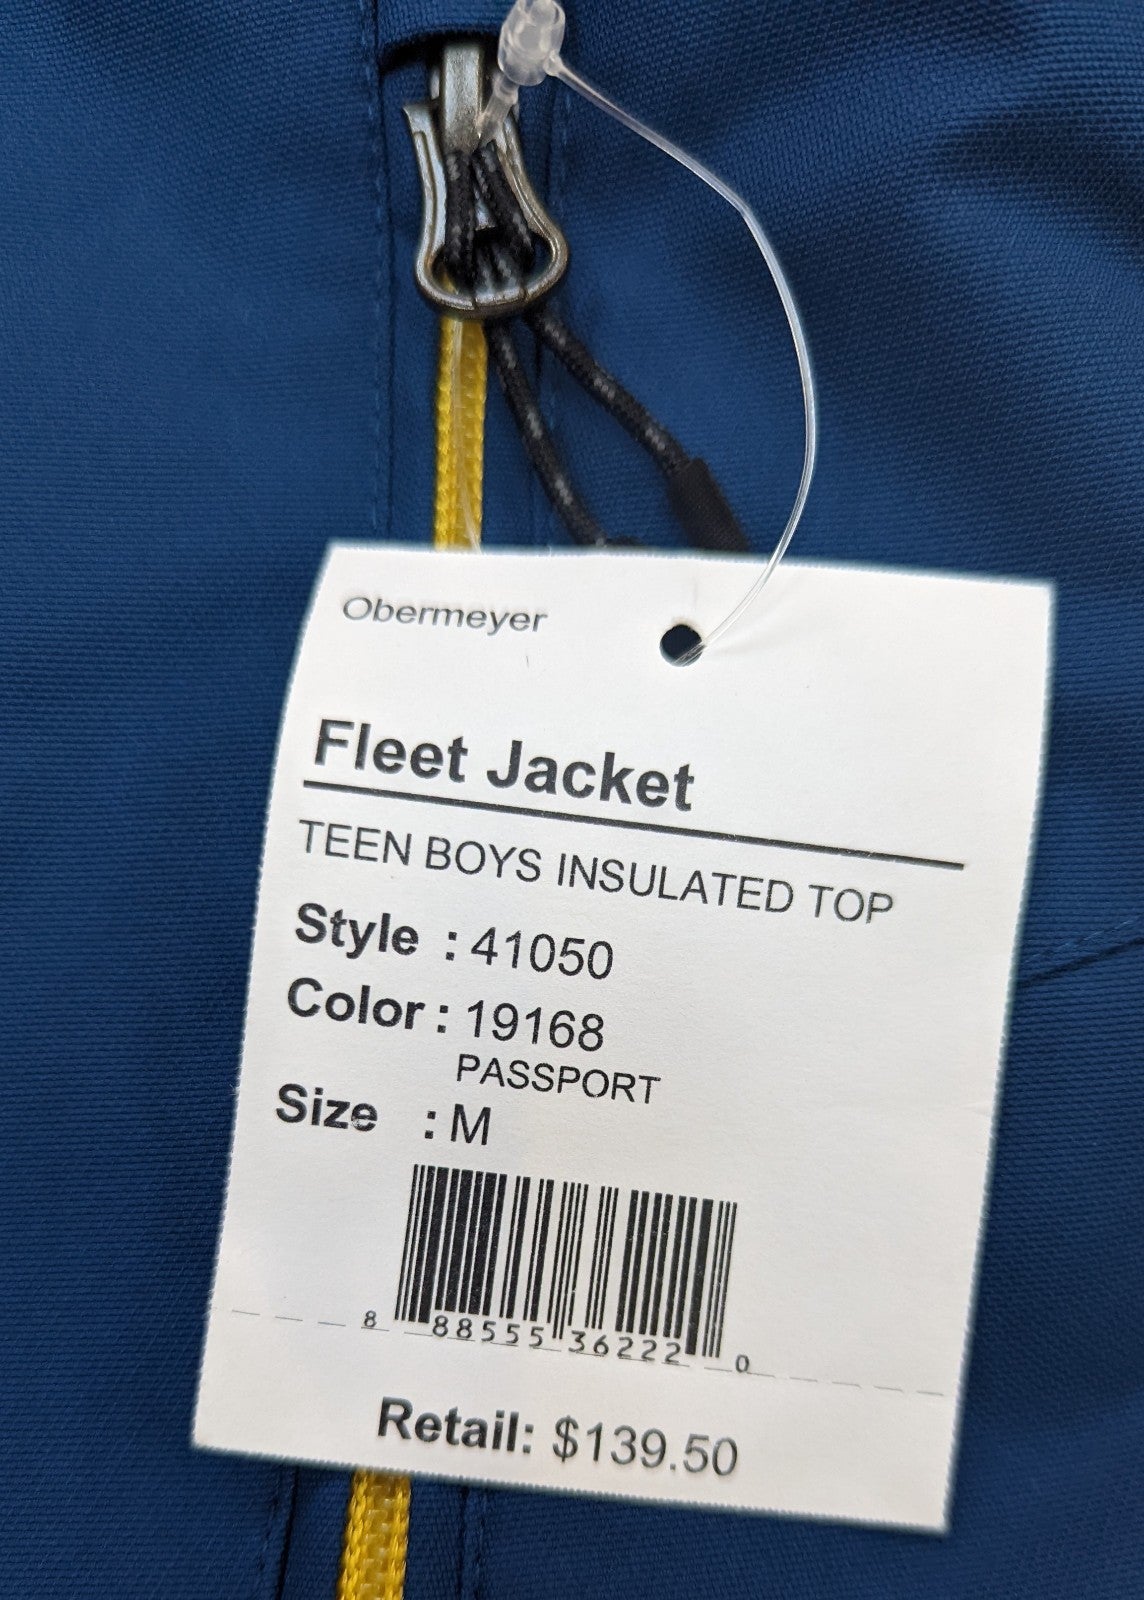 Obermeyer
Fleet Jacket
TEEN BOYS INSULATED TOP
Style : 41050
Color : 19168
PASSPORT
Size : M
8 88555 36222 0
Retail: $139.50